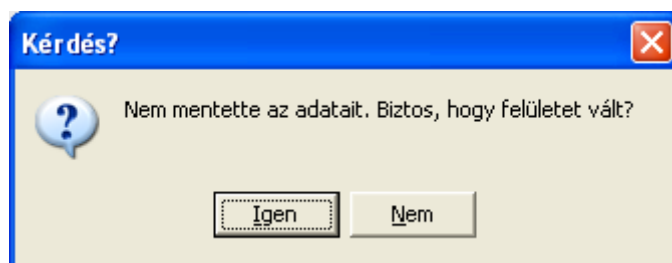 Kérdés?
Nem mentette az adatait. Biztos, hogy felületet vált?
Igen Nem